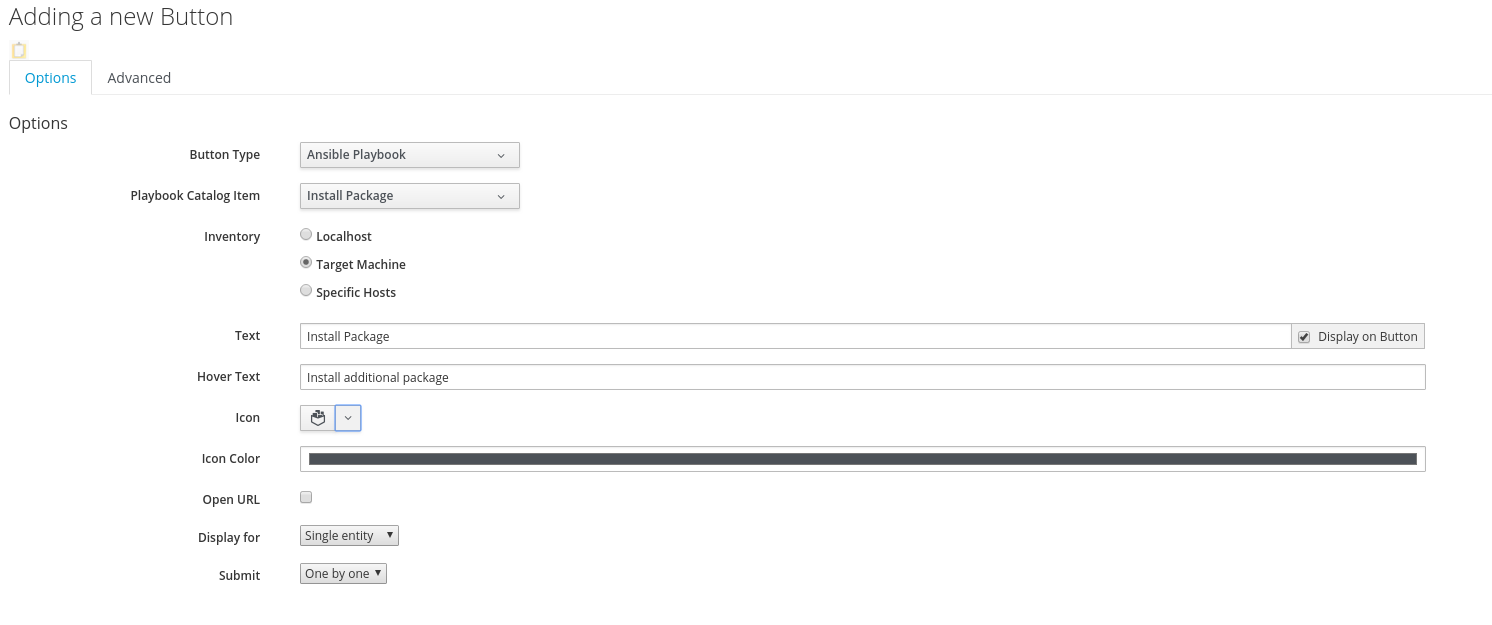 Adding a new Button
Options Advanced
Options
Button Type Ansible Playbook
Playbook Catalog Item Install Package
Inventory Localhost
Target Machine
Specific Hosts
Text Install Package Display on Button
Hover Text Install additional package
Icon
Icon Color
Open URL
Display for Single entity
Submit One by one